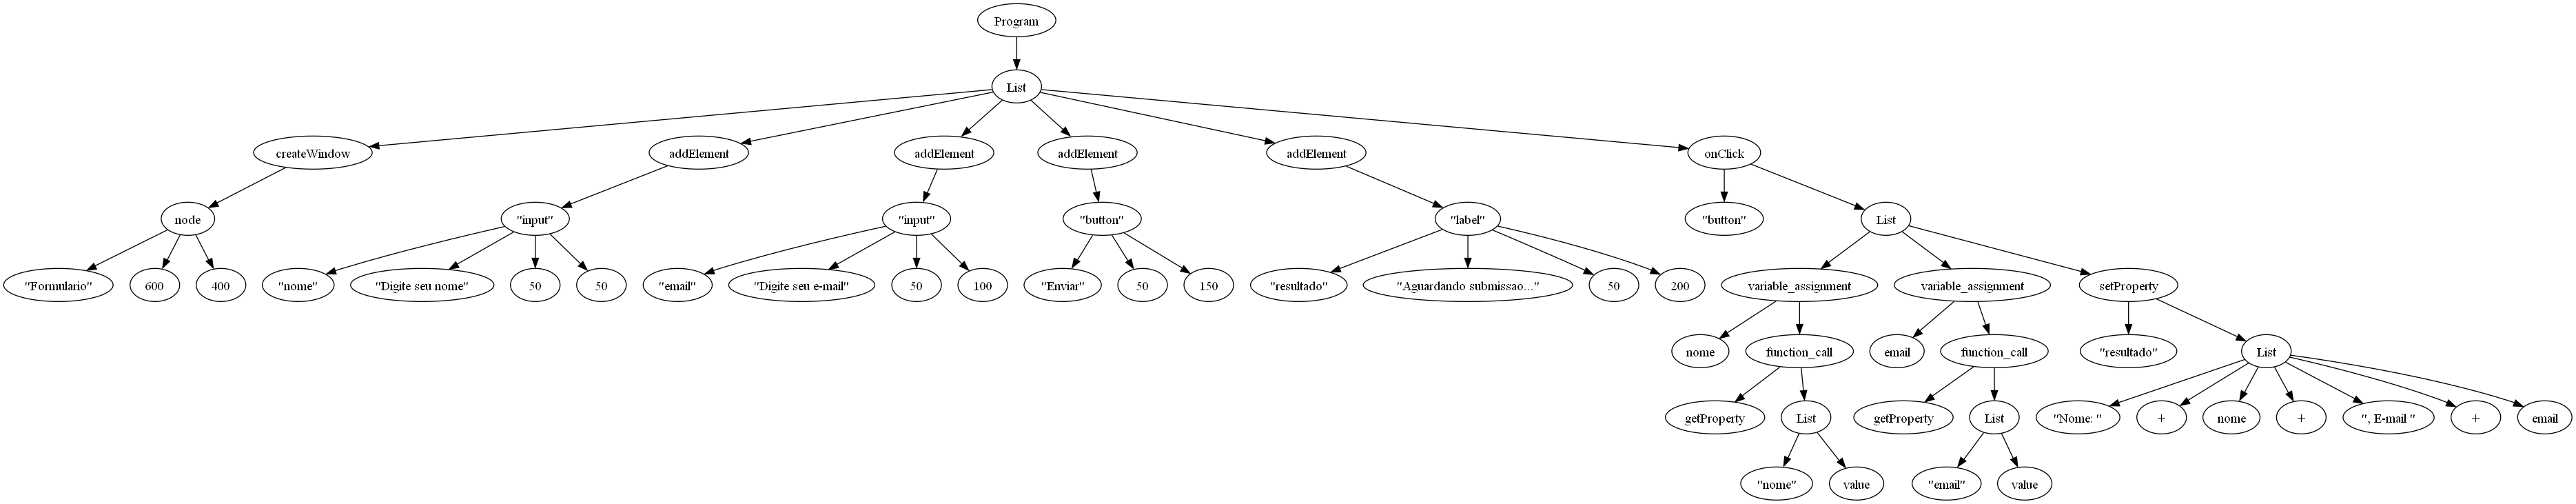 Program
List
createWindow
addElement
addElement
addElement
addElement
onClick
node
"input"
"input"
"button"
"label"
"button"
List
"Formulario"
600
400
"nome"
"Digite seu nome"
50
50
"email"
"Digite seu e-mail"
50
100
"Enviar"
50
150
"resultado"
"Aguardando submissao..."
50
200
variable_assignment
variable_assignment
setProperty
nome
function_call
email
function_call
"resultado"
List
getProperty
List
getProperty
List
"Nome: "
+
nome
+
", E-mail "
+
email
"nome"
value
"email"
value